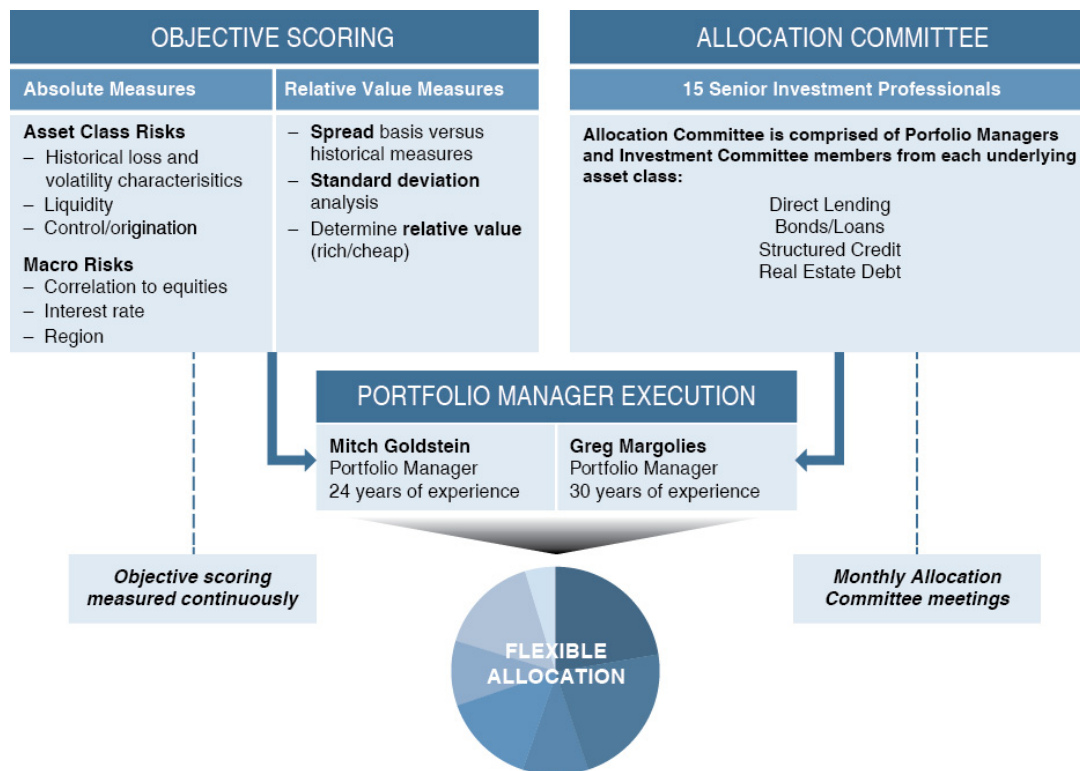 OBJECTIVE SCORING
Absolute Measures
Relative Value Measures
Asset Class Risks
– Historical loss and
volatility characterisitics
– Liquidity
– Control/origination
Macro Risks
– Correlation to equities
– Interest rate
– Region
– Spread basis versus
historical measures
– Standard deviation
analysis
– Determine relative value
(rich/cheap)
ALLOCATION COMMITTEE
15 Senior Investment Professionals
Allocation Committee is comprised of Porfolio Managers
and Investment Committee members from each underlying
asset class:
Direct Lending
Bonds/Loans
Structured Credit
Real Estate Debt
PORTFOLIO MANAGER EXECUTION
Mitch Goldstein
Portfolio Manager
24 years of experience
Greg Margolies
Portfolio Manager
30 years of experience
Objective scoring
measured continuously
Monthly Allocation
Committee meetings
FLEXIBLE
ALLOCATION